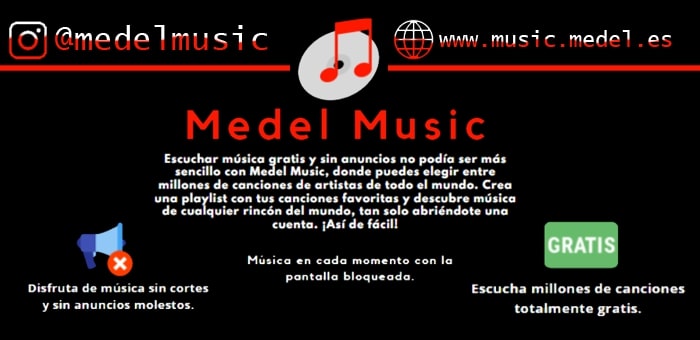 @medelmusic
www.music.medel.es
Medel Music
Escuchar música gratis y sin anuncios no podía ser más
sencillo con Medel Music, donde puedes elegir entre
millones de canciones de artistas de todo el mundo. Crea
una playlist con tus canciones favoritas y descubre música
de cualquier rincón del mundo, tan solo abriéndote una
cuenta. ¡Así de fácil!
Disfruta de música sin cortes
y sin anuncios molestos.
Música en cada momento con la
pantalla bloqueada.
GRATIS
Escucha millones de canciones
totalmente gratis.